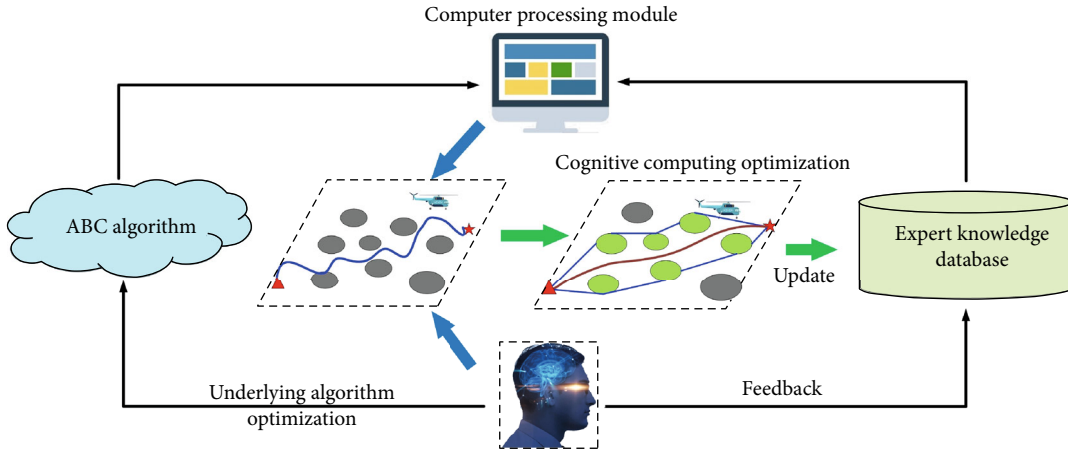 Computer processing module
Cognitive computing optimization
ABC algorithm
Expert knowledge
database
Update
Underlying algorithm
optimization
Feedback